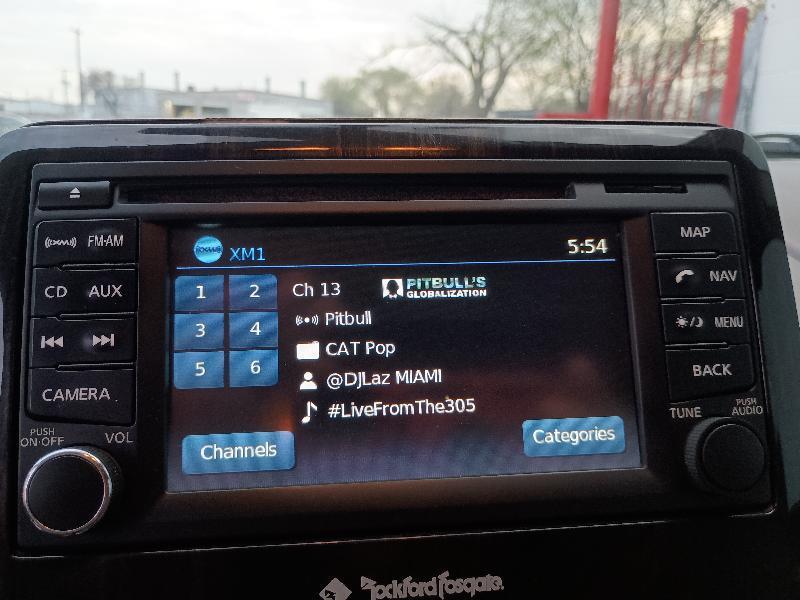 XM
FM·AM
CD AUX
CAMERA
PUSH
ON·OFF
VOL
XM1
5:54
1 2
3 4
5 6
Ch 13
PITBULL'S
GLOBALIZATION
Pitbull
CAT Pop
@DJLaz MIAMI
#LiveFromThe305
Channels
Categories
MAP
NAV
MENU
BACK
TUNE
PUSH
AUDIO
Rockford Fosgate